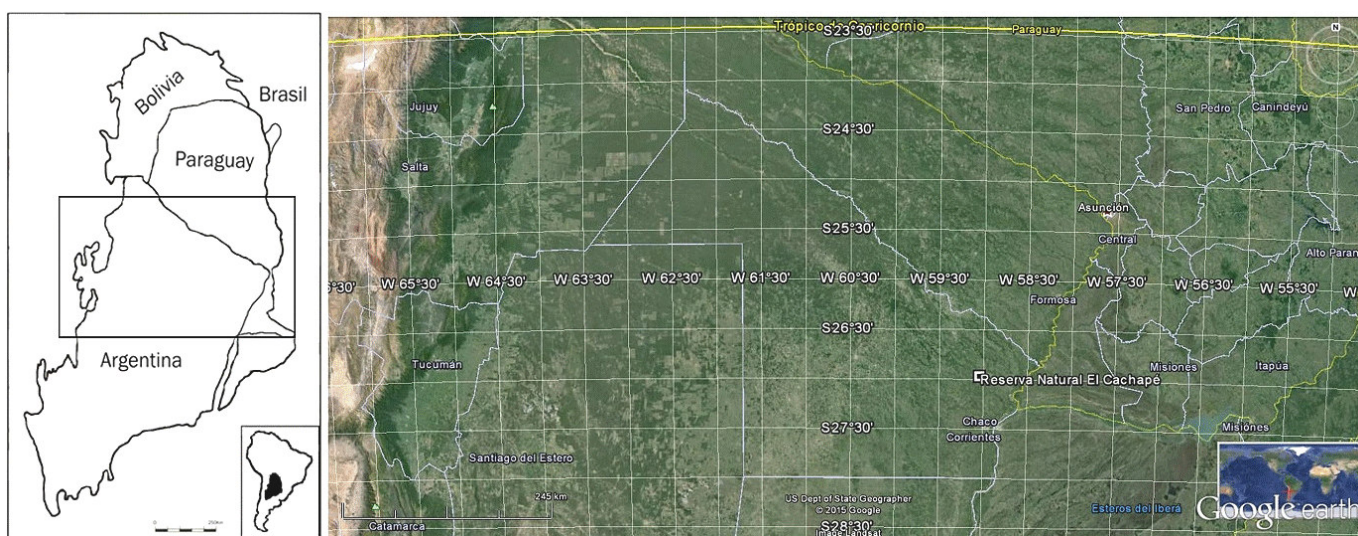 Bolivia
Brasil
Paraguay
Argentina
0 250km
Trópico de Capricornio
S23°30'
Paraguay
N
Jujuy
San Pedro
Canindeyú
S24°30'
Salta
Asunción
S25°30'
Central
Alto Paran
W 65°30'
W 64°30'
W 63°30'
W 62°30'
W 61°30'
W 60°30'
W 59°30'
W 58°30'
W 57°30'
W 56°30'
W 55°30'
W
Formosa
S26°30'
Tucumán
Misiones
Itapúa
Reserva Natural El Cachapé
Chaco
S27°30'
Corrientes
Misiones
Santiago del Estero
245 km
US Dept of State Geographer
© 2015 Google
Esteros del Iberá
Google earth
Catamarca
S28°30'
Image Landsat